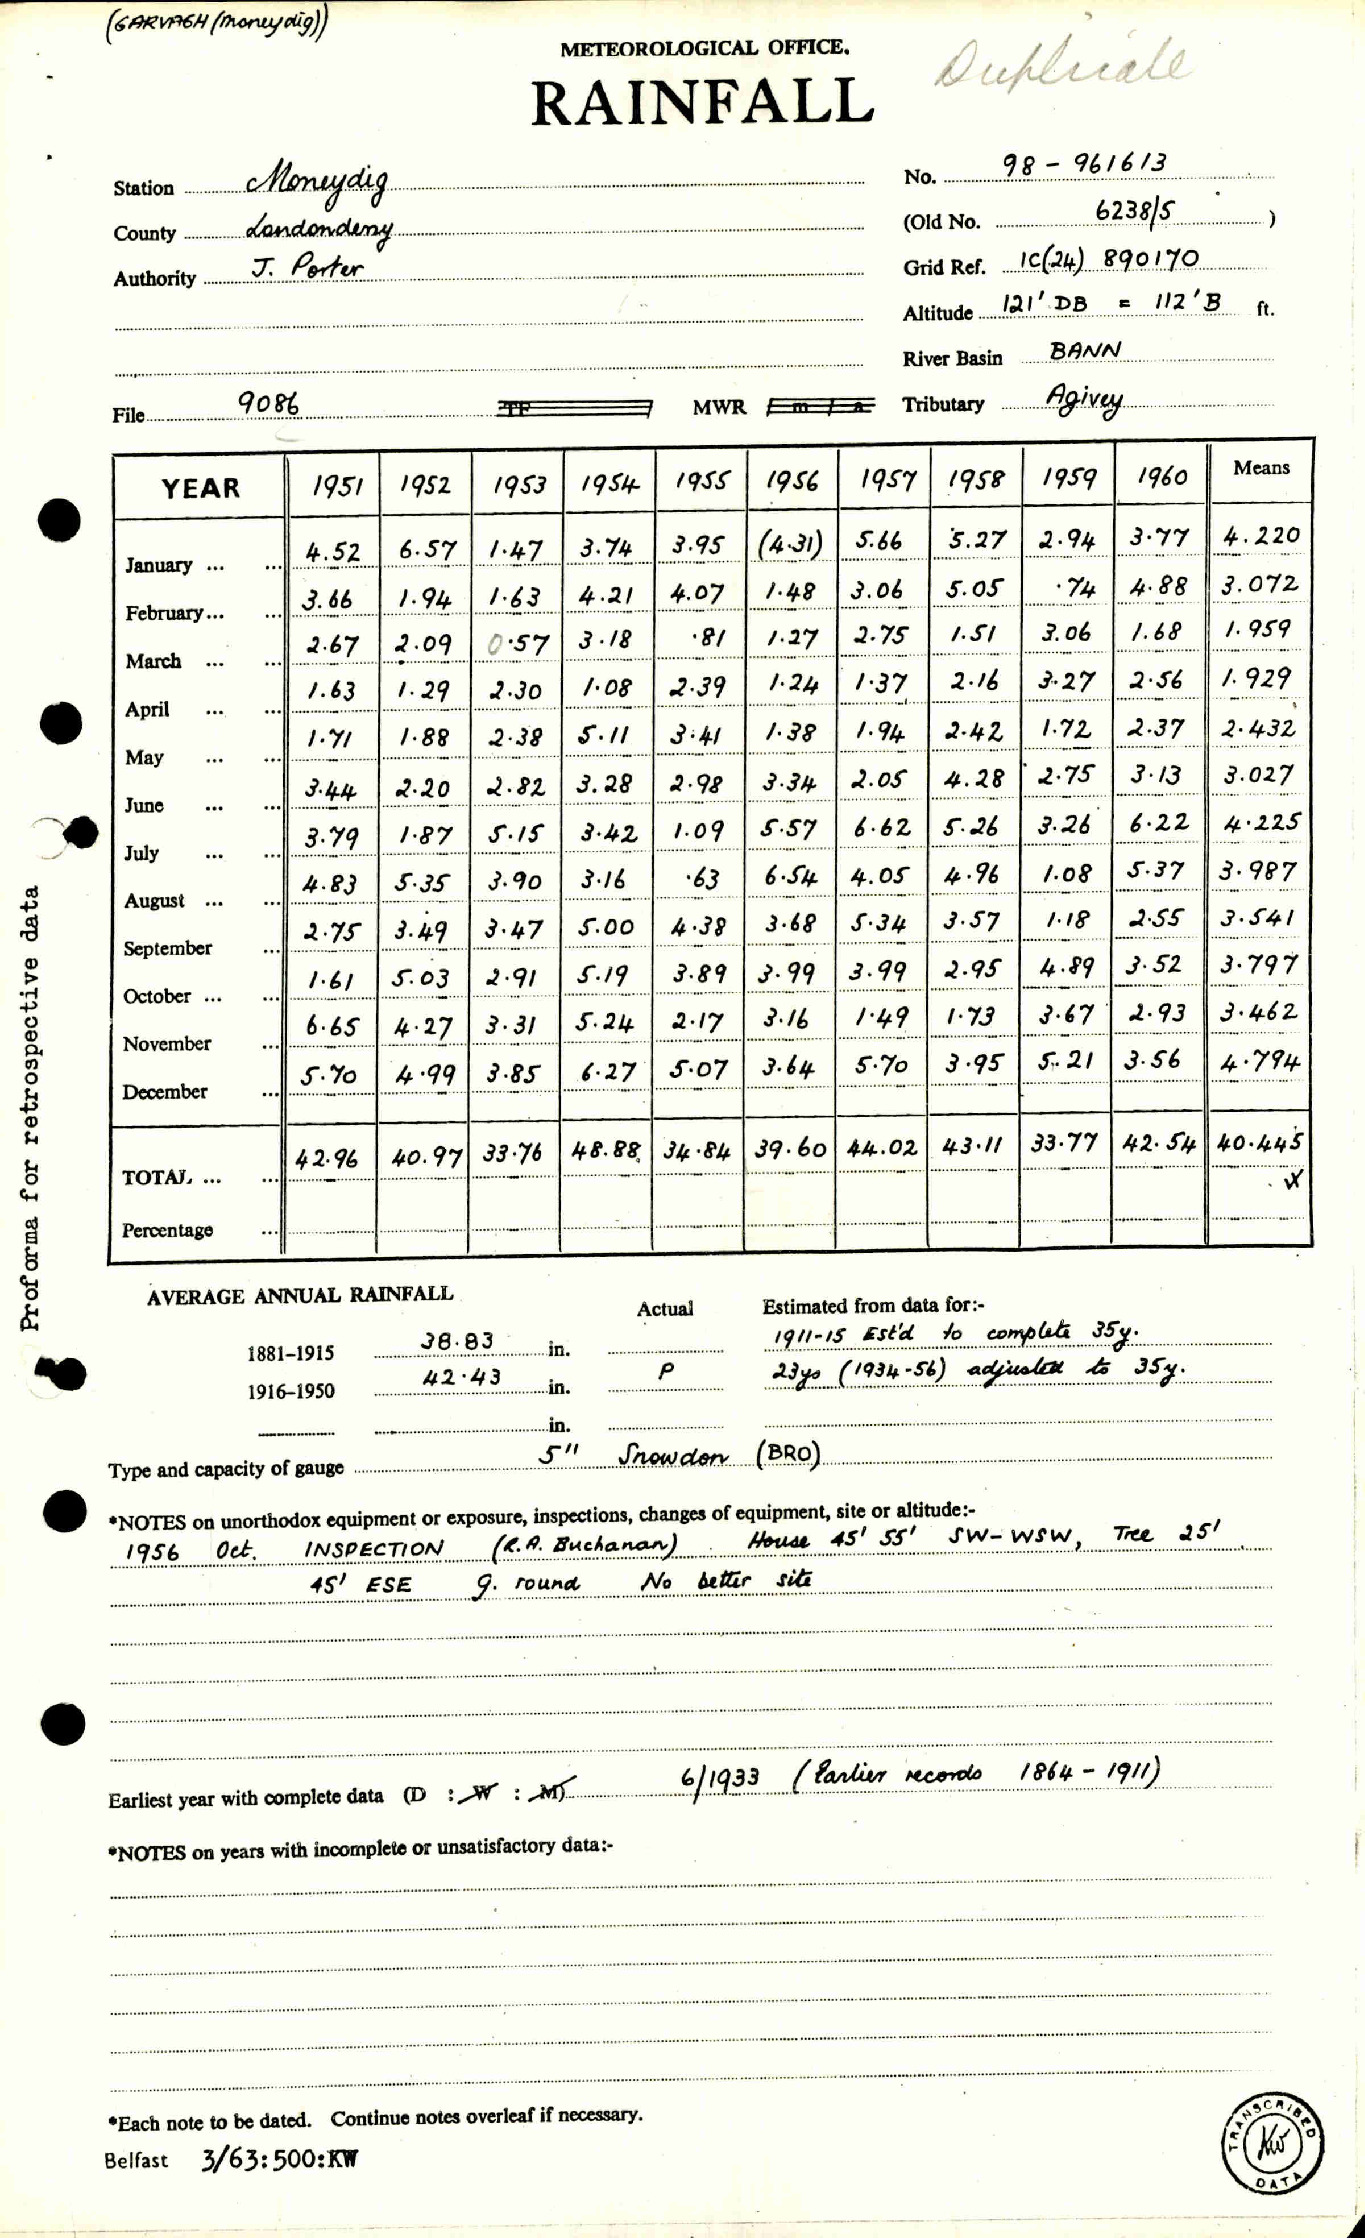 (GARVAGH (Moneydig))
METEOROLOGICAL OFFICE.
Duplicate
RAINFALL
Station Moneydig No. 98 - 961613
County Londonderry (Old No. 6238/5 )
Authority J. Porter Grid Ref. IC(24) 890170
Altitude 121' DB = 112' B ft.
River Basin BANN
File 9086 TF MWR m a Tributary Agivey
YEAR 1951 1952 1953 1954 1955 1956 1957 1958 1959 1960 Means
January ... ... 4.52 6.57 1.47 3.74 3.95 (4.31) 5.66 5.27 2.94 3.77 4.220
February ... ... 3.66 1.94 1.63 4.21 4.07 1.48 3.06 5.05 .74 4.88 3.072
March ... ... 2.67 2.09 0.57 3.18 .81 1.27 2.75 1.51 3.06 1.68 1.959
April ... ... 1.63 1.29 2.30 1.08 2.39 1.24 1.37 2.16 3.27 2.56 1.929
May ... ... 1.71 1.88 2.38 5.11 3.41 1.38 1.94 2.42 1.72 2.37 2.432
June ... ... 3.44 2.20 2.82 3.28 2.98 3.34 2.05 4.28 2.75 3.13 3.027
July ... ... 3.79 1.87 5.15 3.42 1.09 5.57 6.62 5.26 3.26 6.22 4.225
August ... ... 4.83 5.35 3.90 3.16 .63 6.54 4.05 4.96 1.08 5.37 3.987
September ... 2.75 3.49 3.47 5.00 4.38 3.68 5.34 3.57 1.18 2.55 3.541
October ... ... 1.61 5.03 2.91 5.19 3.89 3.99 3.99 2.95 4.89 3.52 3.797
November ... 6.65 4.27 3.31 5.24 2.17 3.16 1.49 1.73 3.67 2.93 3.462
December ... 5.70 4.99 3.85 6.27 5.07 3.64 5.70 3.95 5.21 3.56 4.794
TOTAL ... ... 42.96 40.97 33.76 48.88 34.84 39.60 44.02 43.11 33.77 42.54 40.445
Percentage ...
Proforma for retrospective data
AVERAGE ANNUAL RAINFALL Actual Estimated from data for:-
1881-1915 38.83 in. 1911-15 Est'd to complete 35y.
1916-1950 42.43 in. P 23ys (1934-56) adjusted to 35y.
in.
Type and capacity of gauge 5" Snowdon (BRO)
*NOTES on unorthodox equipment or exposure, inspections, changes of equipment, site or altitude:-
1956 Oct. INSPECTION (R.A. Buchanan) House 45' 55' SW-WSW, Tree 25'
45' ESE g. round No better site
Earliest year with complete data (D : W : M) 6/1933 (Earlier records 1864 - 1911)
*NOTES on years with incomplete or unsatisfactory data:-
*Each note to be dated. Continue notes overleaf if necessary.
Belfast 3/63:500:KW
TRANSCRIBED
KW
DATA